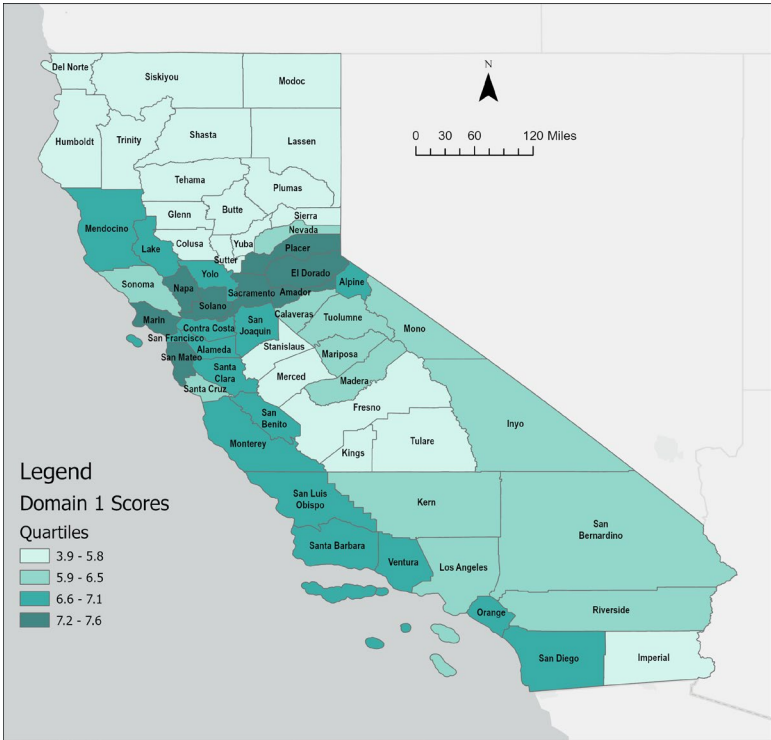 Del Norte
Siskiyou
Modoc
N
0 30 60 120 Miles
Humboldt
Trinity
Shasta
Lassen
Tehama
Plumas
Glenn
Butte
Sierra
Nevada
Mendocino
Colusa
Yuba
Placer
Lake
Sutter
Yolo
El Dorado
Sonoma
Napa
Sacramento
Amador
Alpine
Solano
Marin
Contra Costa
San
Joaquin
Calaveras
Tuolumne
Mono
San Francisco
Alameda
Stanislaus
San Mateo
Santa
Clara
Mariposa
Merced
Madera
Santa Cruz
Fresno
San
Benito
Inyo
Monterey
Kings
Tulare
Legend
Domain 1 Scores
Quartiles
3.9 - 5.8
5.9 - 6.5
6.6 - 7.1
7.2 - 7.6
San Luis
Obispo
Kern
San
Bernardino
Santa Barbara
Ventura
Los Angeles
Orange
Riverside
San Diego
Imperial